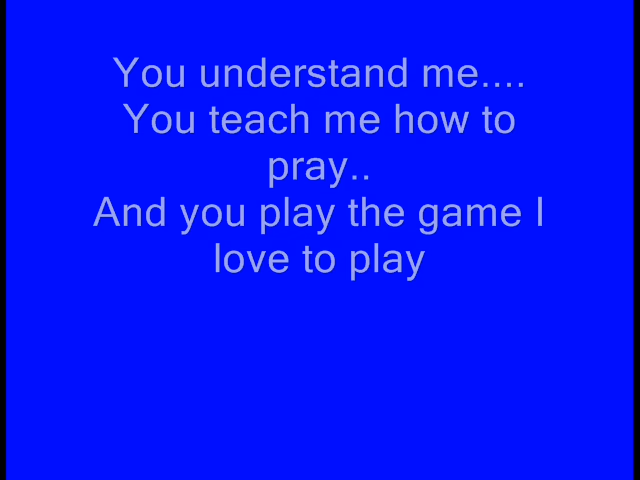 You understand me....
You teach me how to
pray..
And you play the game I
love to play